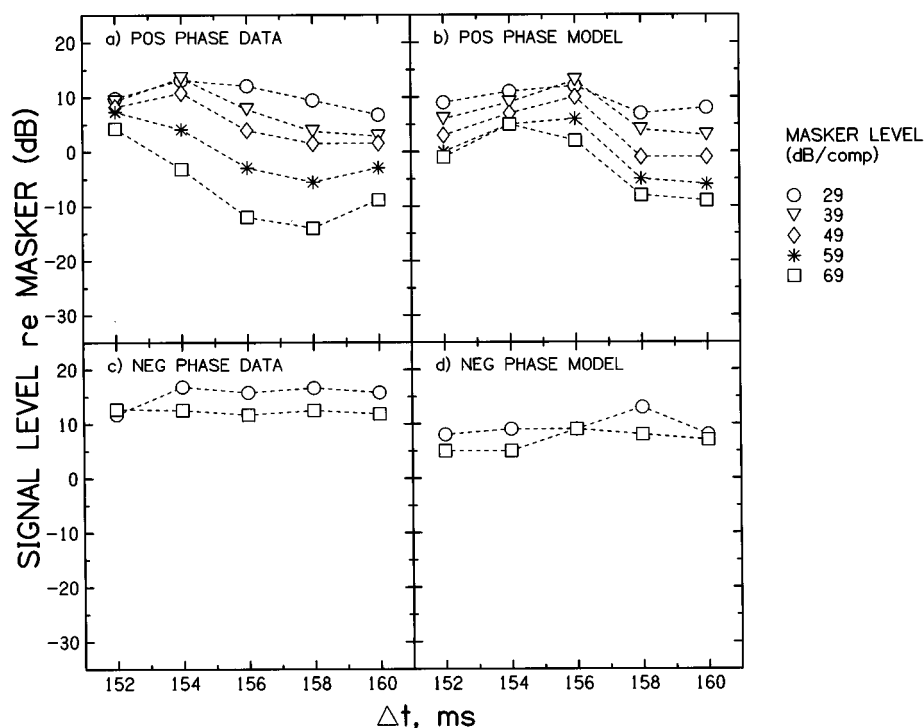 a) POS PHASE DATA
b) POS PHASE MODEL
20
10
0
-10
-20
-30
MASKER LEVEL
(dB/comp)
29
39
49
59
69
SIGNAL LEVEL re MASKER (dB)
c) NEG PHASE DATA
d) NEG PHASE MODEL
20
10
0
-10
-20
-30
152 154 156 158 160 152 154 156 158 160
△t, ms